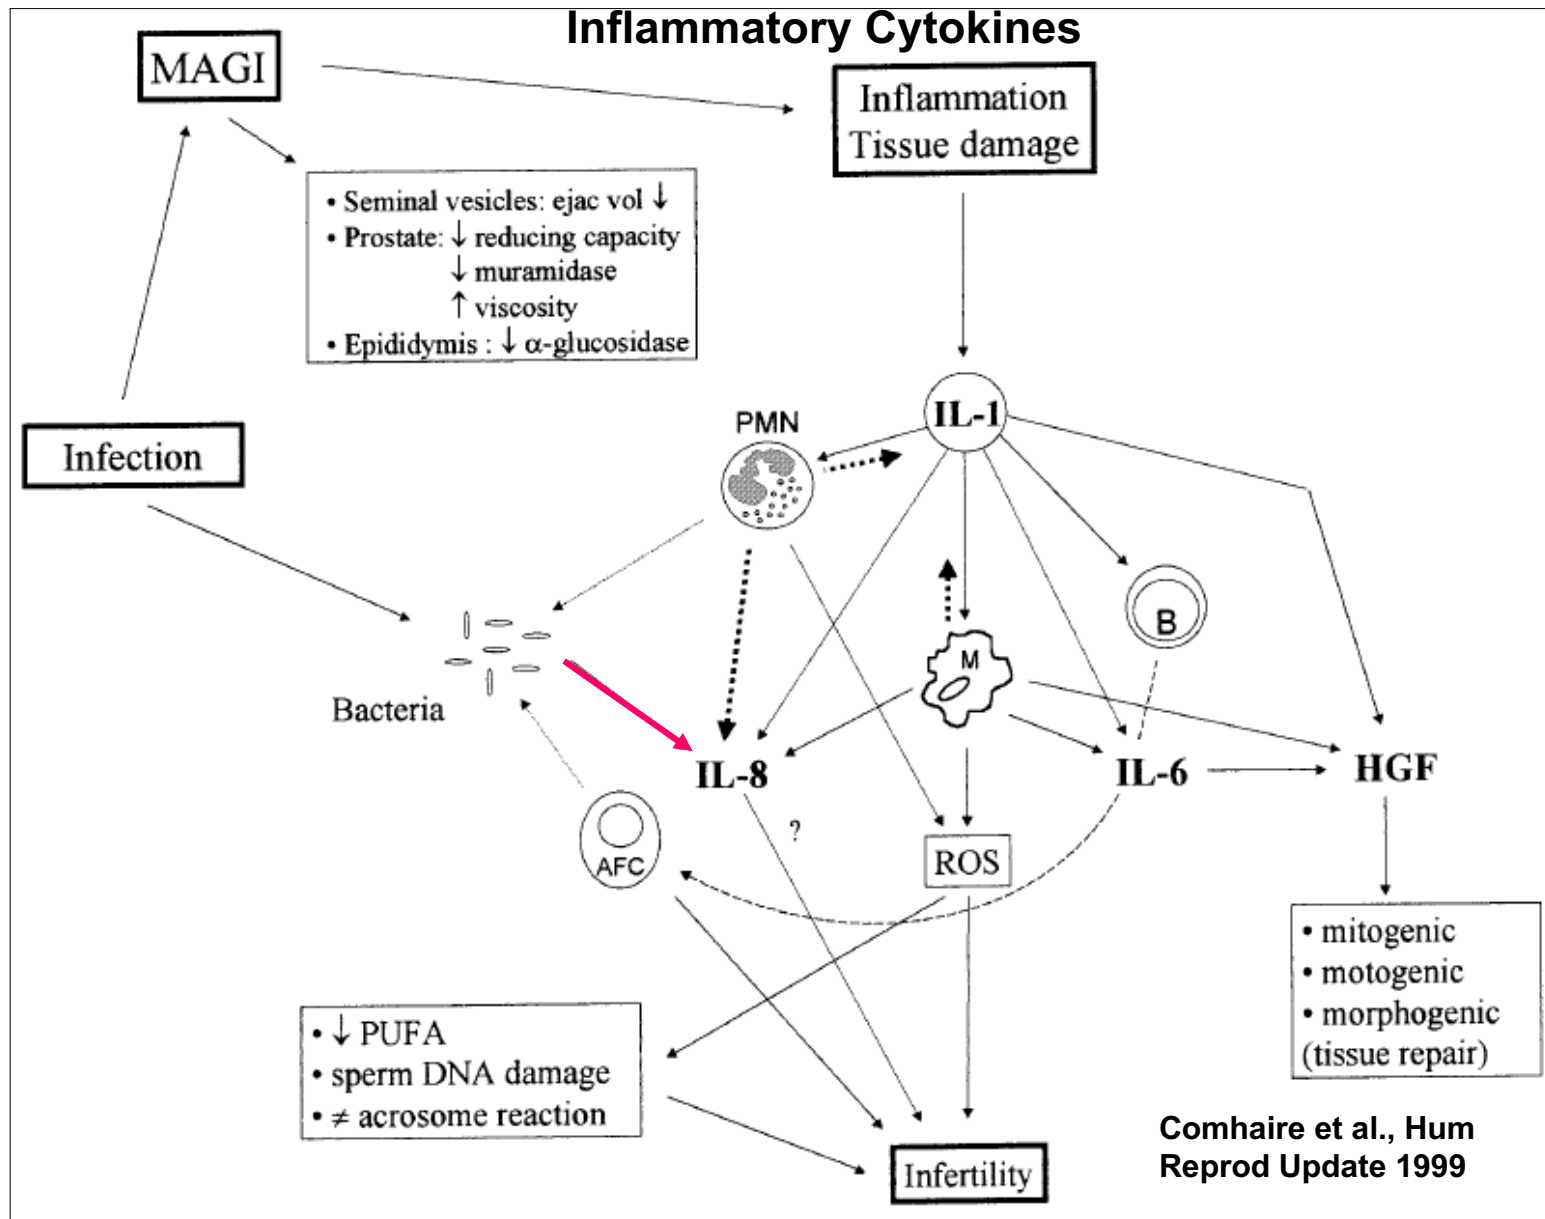 Inflammatory Cytokines
MAGI
Inflammation
Tissue damage
• Seminal vesicles: ejac vol ↓
• Prostate: ↓ reducing capacity
↓ muramidase
↑ viscosity
• Epididymis : ↓ α-glucosidase
Infection
PMN
IL-1
B
M
Bacteria
IL-8
IL-6
HGF
?
AFC
ROS
• mitogenic
• motogenic
• morphogenic
(tissue repair)
• ↓ PUFA
• sperm DNA damage
• ≠ acrosome reaction
Infertility
Comhaire et al., Hum
Reprod Update 1999